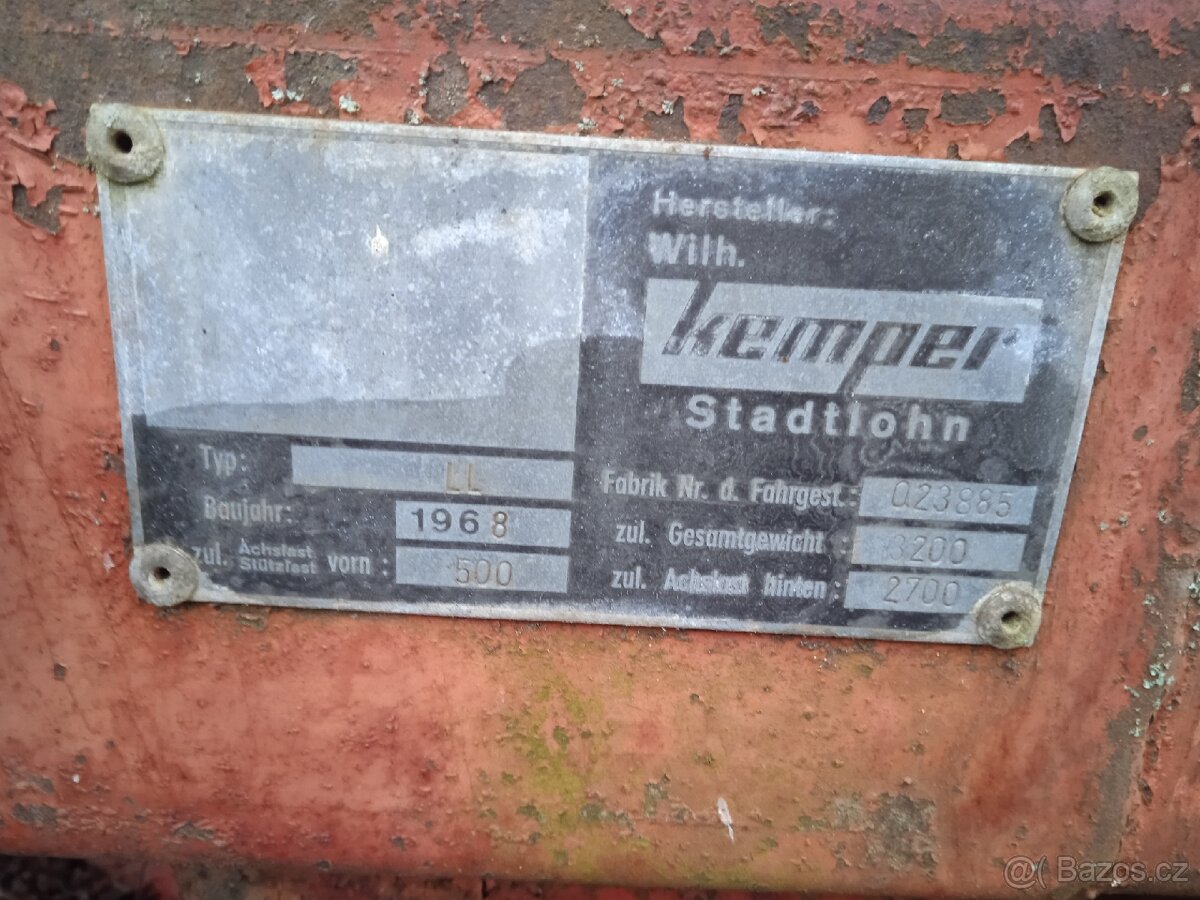 Hersteller:
Wilh.
kemper
Stadtlohn
Typ: LL
Baujahr: 1968
zul. Achslast Stützlast vorn: 500
Fabrik Nr. d. Fahrgest.: 023885
zul. Gesamtgewicht: 3200
zul. Achslast hinten: 2700
Bazos.cz